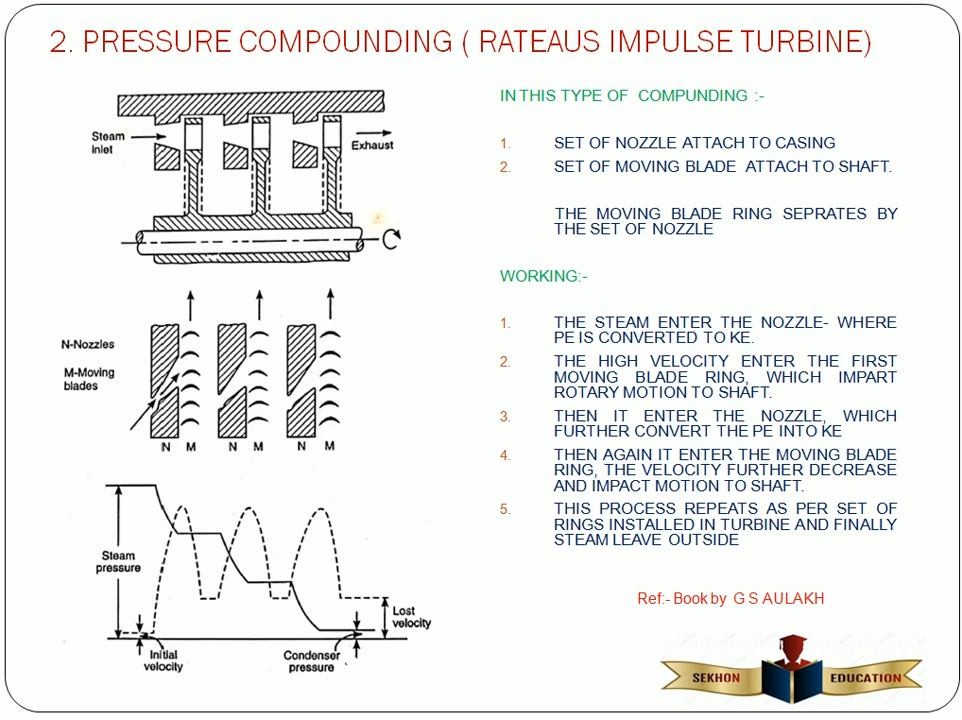 2. PRESSURE COMPOUNDING ( RATEAUS IMPULSE TURBINE)
Steam
inlet
Exhaust
N-Nozzles
M-Moving
blades
N M N M N M
Steam
pressure
Lost
velocity
Initial
velocity
Condenser
pressure
IN THIS TYPE OF COMPUNDING :-
1. SET OF NOZZLE ATTACH TO CASING
2. SET OF MOVING BLADE ATTACH TO SHAFT.
THE MOVING BLADE RING SEPRATES BY
THE SET OF NOZZLE
WORKING:-
1. THE STEAM ENTER THE NOZZLE- WHERE
PE IS CONVERTED TO KE.
2. THE HIGH VELOCITY ENTER THE FIRST
MOVING BLADE RING, WHICH IMPART
ROTARY MOTION TO SHAFT.
3. THEN IT ENTER THE NOZZLE, WHICH
FURTHER CONVERT THE PE INTO KE
4. THEN AGAIN IT ENTER THE MOVING BLADE
RING, THE VELOCITY FURTHER DECREASE
AND IMPACT MOTION TO SHAFT.
5. THIS PROCESS REPEATS AS PER SET OF
RINGS INSTALLED IN TURBINE AND FINALLY
STEAM LEAVE OUTSIDE
Ref:- Book by G S AULAKH
SEKHON EDUCATION